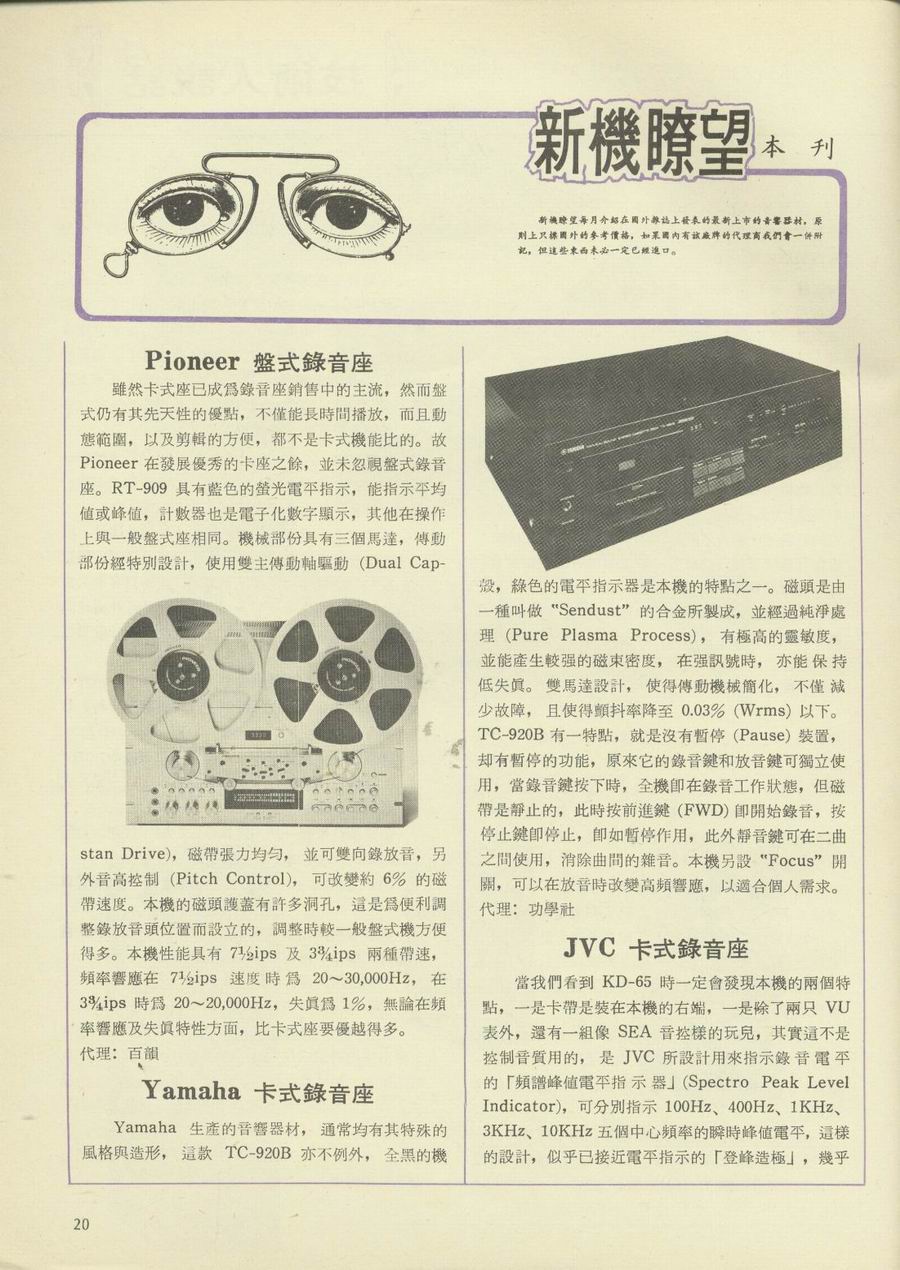 新機瞭望
本刊
新機瞭望每月介紹在國外雜誌上發表的最新上市的音響器材，原
則上只標國外的參考價格，如果國內有該廠牌的代理商我們會一併附
記，但這些東西未必一定已經進口。
Pioneer 盤式錄音座
雖然卡式座已成爲錄音座銷售中的主流，然而盤
式仍有其先天性的優點，不僅能長時間播放，而且動
態範圍，以及剪輯的方便，都不是卡式機能比的。故
Pioneer 在發展優秀的卡座之餘，並未忽視盤式錄音
座。RT-909 具有藍色的螢光電平指示，能指示平均
値或峰値，計數器也是電子化數字顯示，其他在操作
上與一般盤式座相同。機械部份具有三個馬達，傳動
部份經特別設計，使用雙主傳動軸驅動 (Dual Cap-
stan Drive)，磁帶張力均勻，並可雙向錄放音，另
外音高控制 (Pitch Control)，可改變約 6% 的磁
帶速度。本機的磁頭護蓋有許多洞孔，這是爲便利調
整錄放音頭位置而設立的，調整時較一般盤式機方便
得多。本機性能具有 7½ips 及 3¾ips 兩種帶速，
頻率響應在 7½ips 速度時爲 20～30,000Hz，在
3¾ips 時爲 20～20,000Hz，失眞爲 1%，無論在頻
率響應及失眞特性方面，比卡式座要優越得多。
代理：百韻
Yamaha 卡式錄音座
Yamaha 生產的音響器材，通常均有其特殊的
風格與造形，這款 TC-920B 亦不例外，全黑的機
殼，綠色的電平指示器是本機的特點之一。磁頭是由
一種叫做 “Sendust” 的合金所製成，並經過純淨處
理 (Pure Plasma Process)，有極高的靈敏度，
並能產生較强的磁束密度，在强訊號時，亦能保持
低失眞。雙馬達設計，使得傳動機械簡化，不僅減
少故障，且使得顫抖率降至 0.03% (Wrms) 以下。
TC-920B 有一特點，就是沒有暫停 (Pause) 裝置，
却有暫停的功能，原來它的錄音鍵和放音鍵可獨立使
用，當錄音鍵按下時，全機卽在錄音工作狀態，但磁
帶是靜止的，此時按前進鍵 (FWD) 卽開始錄音，按
停止鍵卽停止，卽如暫停作用，此外靜音鍵可在二曲
之間使用，消除曲間的雜音。本機另設 “Focus” 開
關，可以在放音時改變高頻響應，以適合個人需求。
代理：功學社
JVC 卡式錄音座
當我們看到 KD-65 時一定會發現本機的兩個特
點，一是卡帶是裝在本機的右端，一是除了兩只 VU
表外，還有一組像 SEA 音控樣的玩兒，其實這不是
控制音質用的，是 JVC 所設計用來指示錄音電平
的「頻譜峰値電平指示器」(Spectro Peak Level
Indicator)，可分別指示 100Hz、400Hz、1KHz、
3KHz、10KHz 五個中心頻率的瞬時峰値電平，這樣
的設計，似乎已接近電平指示的「登峰造極」，幾乎
20